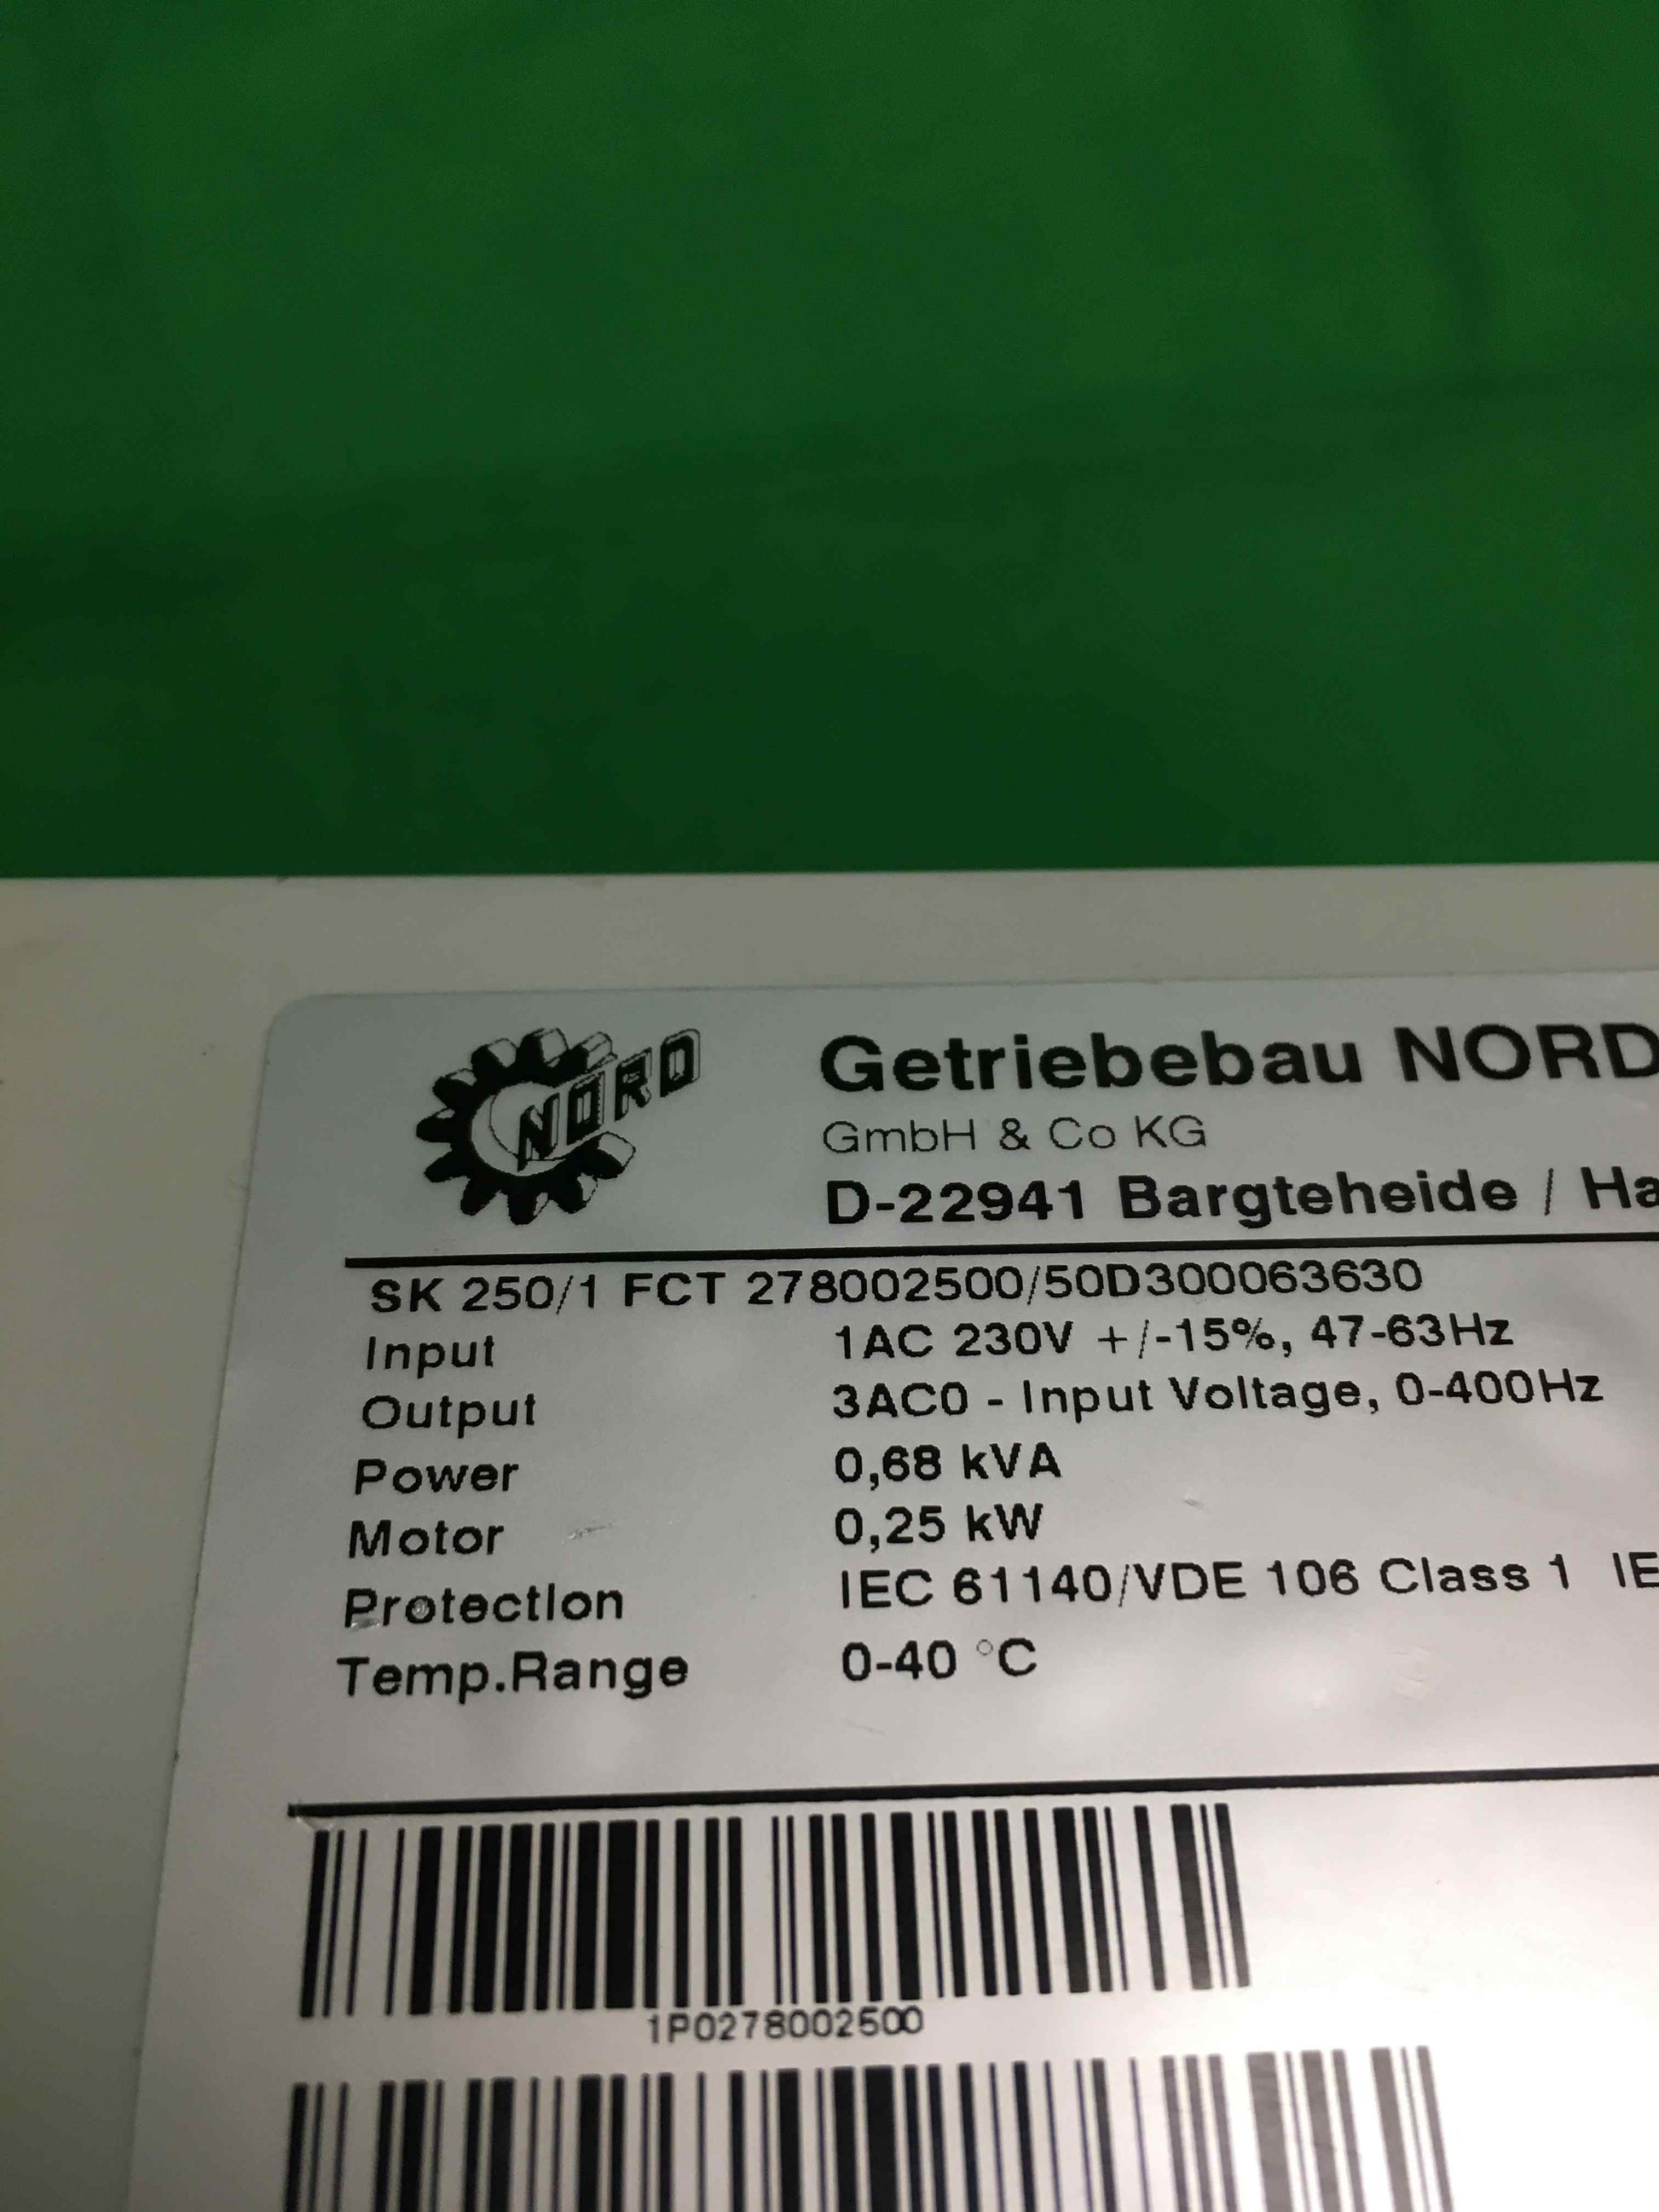 NORD
Getriebebau NORD
GmbH & Co KG
D-22941 Bargteheide / Ha
SK 250/1 FCT 278002500/50D300063630
Input 1AC 230V +/-15%, 47-63Hz
Output 3AC0 - Input Voltage, 0-400Hz
Power 0,68 kVA
Motor 0,25 kW
Protection IEC 61140/VDE 106 Class 1 IE
Temp.Range 0-40 °C
1P0278002500